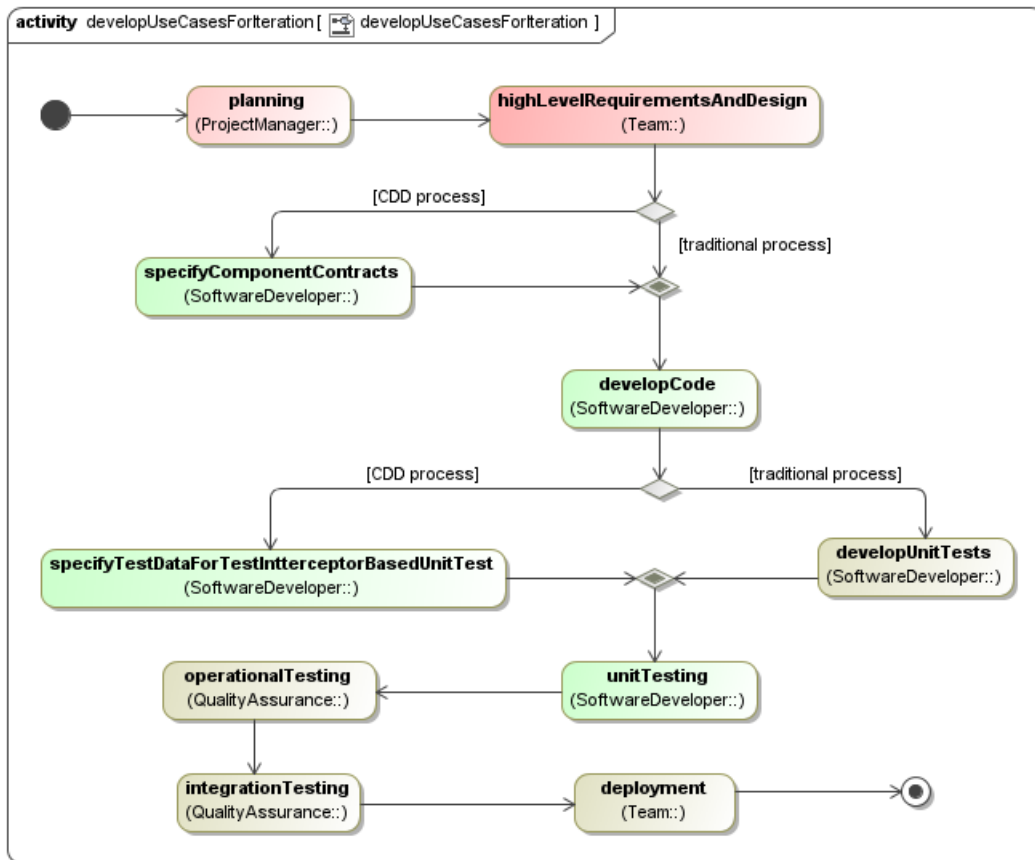 activity developUseCasesForIteration [ developUseCasesForIteration ]
planning
(ProjectManager::)
highLevelRequirementsAndDesign
(Team::)
[CDD process]
[traditional process]
specifyComponentContracts
(SoftwareDeveloper::)
developCode
(SoftwareDeveloper::)
[CDD process]
[traditional process]
specifyTestDataForTestIntterceptorBasedUnitTest
(SoftwareDeveloper::)
developUnitTests
(SoftwareDeveloper::)
operationalTesting
(QualityAssurance::)
unitTesting
(SoftwareDeveloper::)
integrationTesting
(QualityAssurance::)
deployment
(Team::)